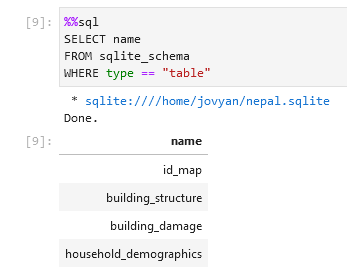 [9]: %%sql
SELECT name
FROM sqlite_schema
WHERE type == "table"
* sqlite:////home/jovyan/nepal.sqlite
Done.
[9]: name
id_map
building_structure
building_damage
household_demographics